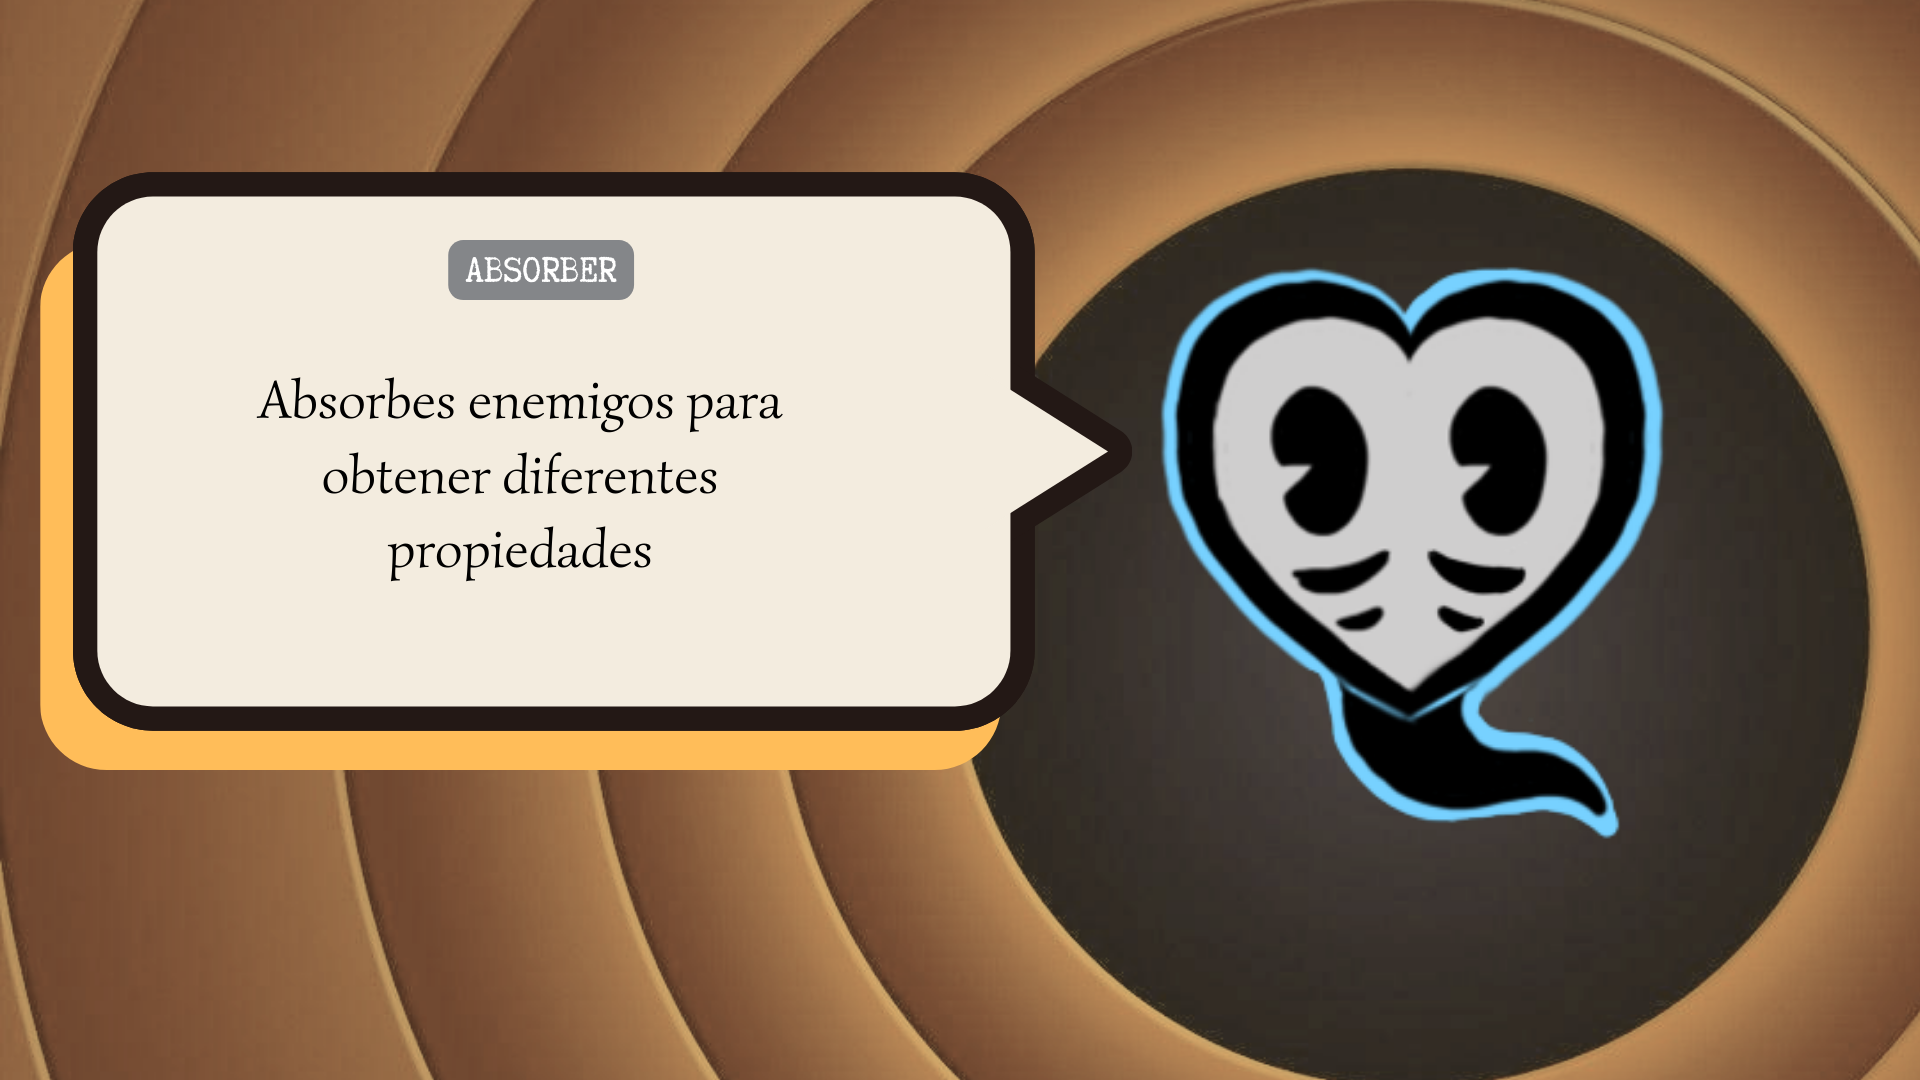 ABSORBER
Absorbes enemigos para
obtener diferentes
propiedades